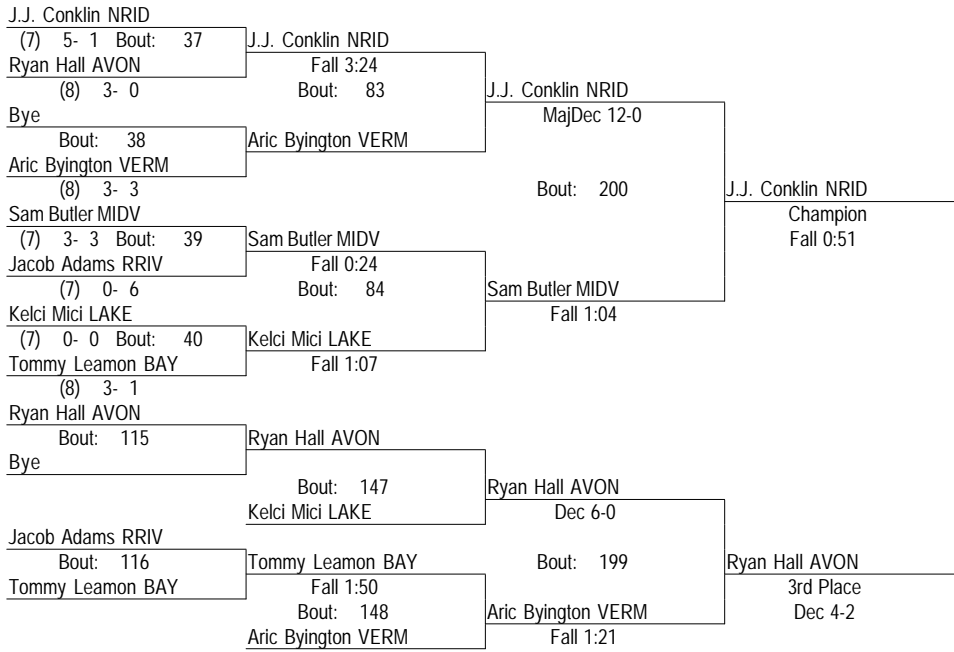 J.J. Conklin NRID
(7) 5- 1 Bout: 37 J.J. Conklin NRID
Ryan Hall AVON Fall 3:24
(8) 3- 0 Bout: 83 J.J. Conklin NRID
Bye MajDec 12-0
Bout: 38 Aric Byington VERM
Aric Byington VERM
(8) 3- 3 Bout: 200 J.J. Conklin NRID
Sam Butler MIDV Champion
(7) 3- 3 Bout: 39 Sam Butler MIDV Fall 0:51
Jacob Adams RRIV Fall 0:24
(7) 0- 6 Bout: 84 Sam Butler MIDV
Kelci Mici LAKE Fall 1:04
(7) 0- 0 Bout: 40 Kelci Mici LAKE
Tommy Leamon BAY Fall 1:07
(8) 3- 1
Ryan Hall AVON
Bout: 115 Ryan Hall AVON
Bye
Bout: 147 Ryan Hall AVON
Kelci Mici LAKE Dec 6-0
Jacob Adams RRIV
Bout: 116 Tommy Leamon BAY Bout: 199 Ryan Hall AVON
Tommy Leamon BAY Fall 1:50 3rd Place
Bout: 148 Aric Byington VERM Dec 4-2
Aric Byington VERM Fall 1:21